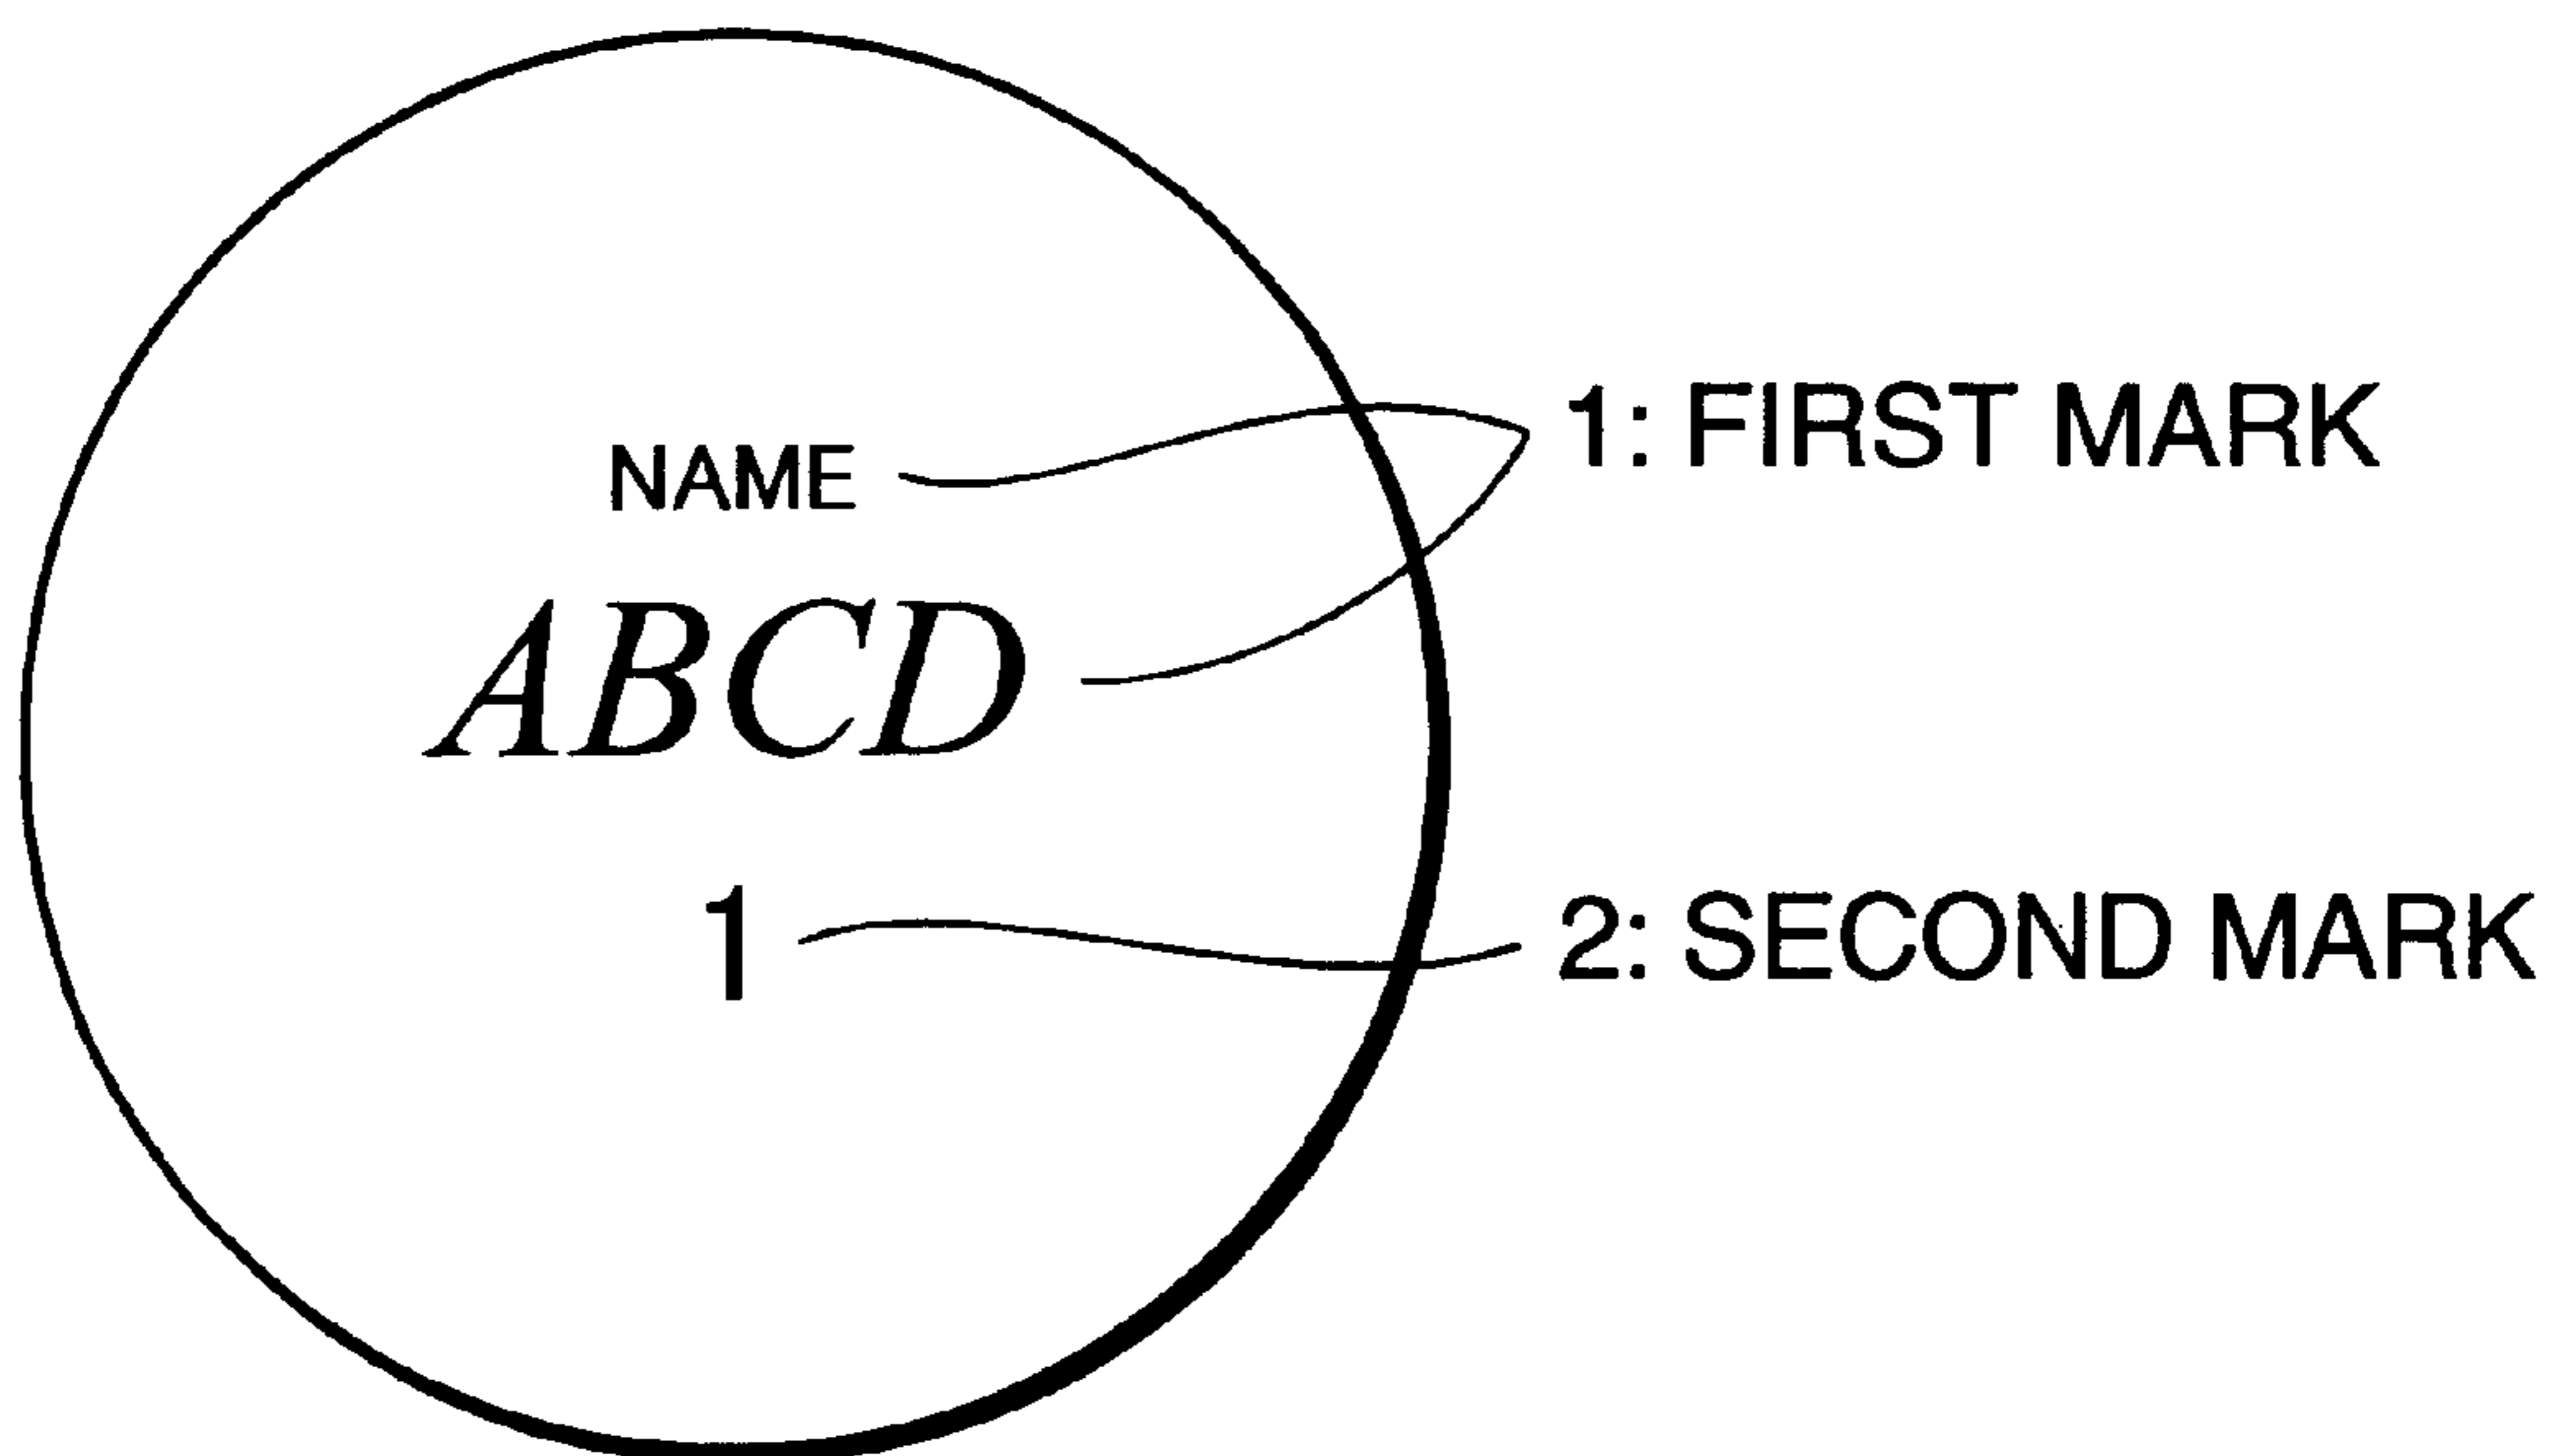 NAME
1: FIRST MARK
ABCD
1
2: SECOND MARK